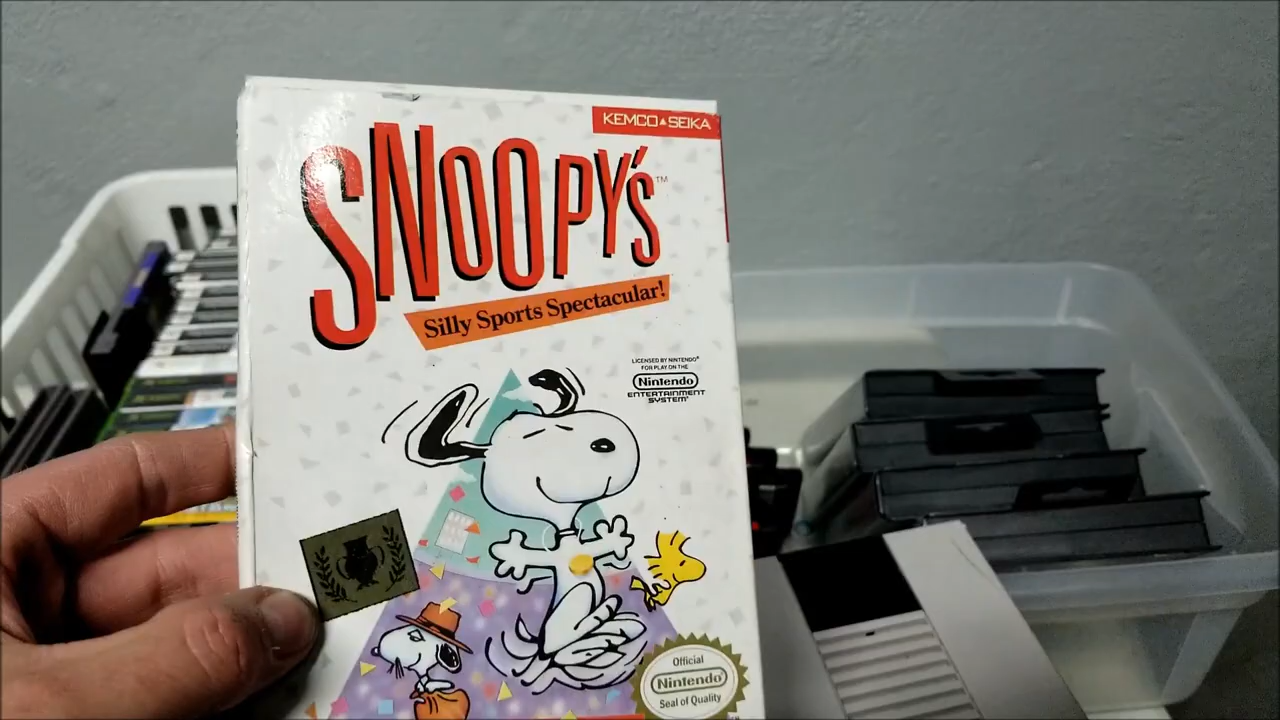 KEMCO▲SEIKA
SNOOPY'S™
Silly Sports Spectacular!
LICENSED BY NINTENDO®
FOR PLAY ON THE
Nintendo
ENTERTAINMENT
SYSTEM®
Official
Nintendo
Seal of Quality